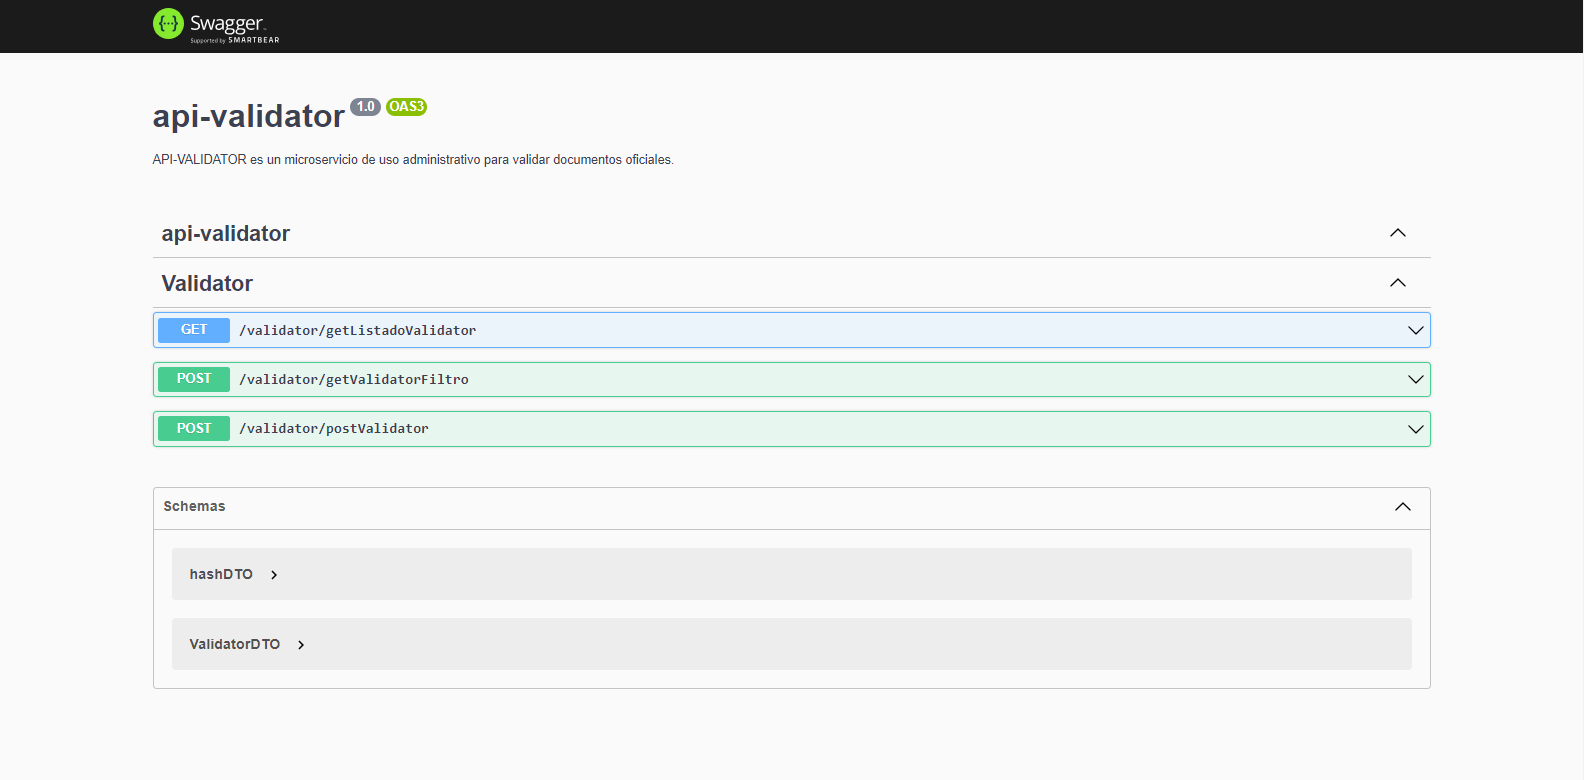 Swagger
Supported by SMARTBEAR
api-validator 1.0 OAS3
API-VALIDATOR es un microservicio de uso administrativo para validar documentos oficiales.
api-validator
Validator
GET /validator/getListadoValidator
POST /validator/getValidatorFiltro
POST /validator/postValidator
Schemas
hashDTO
ValidatorDTO